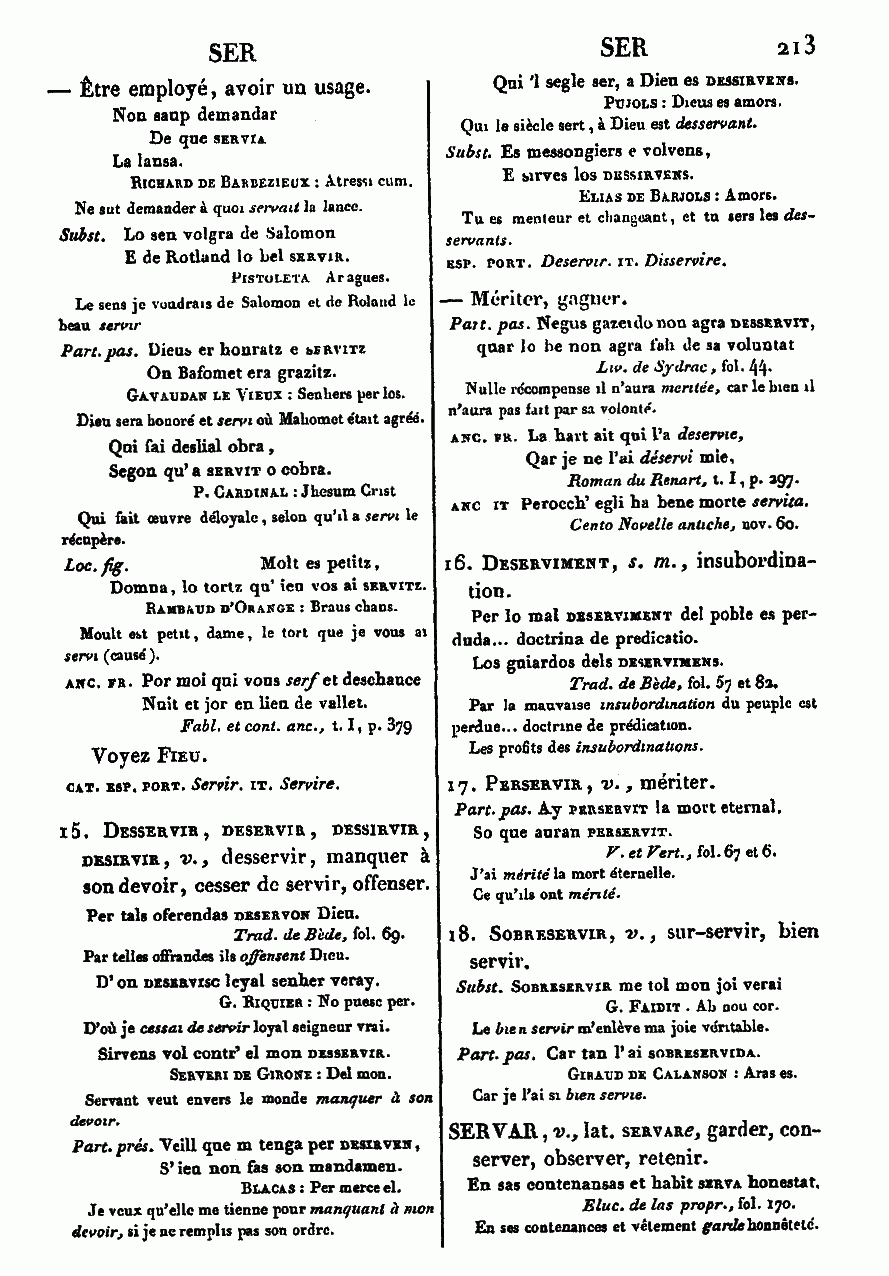 SER
— Être employé, avoir un usage.
Non saup demandar
De que SERVIA
La lansa.
RICHARD DE BARBEZIEUX : Atressi cum.
Ne sut demander à quoi servait la lance.
Subst. Lo sen volgra de Salomon
E de Rotland lo bel SERVIR.
PISTOLETA Ar agues.
Le sens je voudrais de Salomon et de Roland le
beau servir
Part. pas. Dieus er honratz e SERVITZ
On Bafomet era grazitz.
GAVAUDAN LE VIEUX : Senhers per los.
Dieu sera honoré et servi où Mahomet était agréé.
Qui fai deslial obra,
Segon qu'a SERVIT o cobra.
P. CARDINAL : Jhesum Crist
Qui fait œuvre déloyale, selon qu'il a servi le
récupère.
Loc. fig. Molt es petitz,
Domna, lo tortz qu' ieu vos ai SERVITZ.
RAMBAUD D'ORANGE : Braus chans.
Moult est petit, dame, le tort que je vous ai
servi (causé).
ANC. FR. Por moi qui vous serf et deschauce
Nuit et jor en lieu de vallet.
Fabl. et cont. anc., t. I, p. 379
Voyez FIEU.
CAT. ESP. PORT. Servir. IT. Servire.
15. DESSERVIR, DESERVIR, DESSIRVIR,
DESIRVIR, v., desservir, manquer à
son devoir, cesser de servir, offenser.
Per tals oferendas DESERVON Dieu.
Trad. de Bède, fol. 69.
Par telles offrandes ils offensent Dieu.
D' on DESERVISC leyal senher veray.
G. RIQUIER : No puesc per.
D'où je cessai de servir loyal seigneur vrai.
Sirvens vol contr' el mon DESSERVIR.
SERVERI DE GIRONE : Del mon.
Servant veut envers le monde manquer à son
devoir.
Part. prés. Veill que m tenga per DESIRVEN,
S' ieu non fas son mandamen.
BLACAS : Per merce el.
Je veux qu'elle me tienne pour manquant à mon
devoir, si je ne remplis pas son ordre.
SER 213
Qui 'l segle ser, a Dieu es DESSIRVENS.
PUJOLS : Dieus es amors.
Qui le siècle sert, à Dieu est desservant.
Subst. Es messongiers e volvens,
E sirves los DESSIRVENS.
ELIAS DE BARJOLS : Amors.
Tu es menteur et changeant, et tu sers les des-
servants.
ESP. PORT. Deservir. IT. Disservire.
— Mériter, gagner.
Part. pas. Negus gazerdo non agra DESSERVIT,
quar lo be non agra fah de sa voluntat
Liv. de Sydrac, fol. 44.
Nulle récompense il n'aura méritée, car le bien il
n'aura pas fait par sa volonté.
ANC. FR. La hart ait qui l'a deservie,
Qar je ne l'ai déservi mie,
Roman du Renart, t. I, p. 297.
ANC IT Perocch' egli ha bene morte servita.
Cento Novelle antiche, nov. 60.
16. DESERVIMENT, s. m., insubordina-
tion.
Per lo mal DESERVIMENT del poble es per-
duda... doctrina de predicatio.
Los guiardos dels DESERVIMENS.
Trad. de Bède, fol. 57 et 82.
Par la mauvaise insubordination du peuple est
perdue... doctrine de prédication.
Les profits des insubordinations.
17. PERSERVIR, v., mériter.
Part. pas. Ay PERSERVIT la mort eternal.
So que auran PERSERVIT.
V. et Vert., fol. 67 et 6.
J'ai mérité la mort éternelle.
Ce qu'ils ont mérité.
18. SOBRESERVIR, v., sur-servir, bien
servir.
Subst. SOBRESERVIR me tol mon joi verai
G. FAIDIT . Ab nou cor.
Le bien servir m'enlève ma joie véritable.
Part. pas. Car tan l' ai SOBRESERVIDA.
GIRAUD DE CALANSON : Aras es.
Car je l'ai si bien servie.
SERVAR, v., lat. SERVARe, garder, con-
server, observer, retenir.
En sas contenansas et habit SERVA honestat.
Eluc. de las propr., fol. 170.
En ses contenances et vêtement garde honnêteté.